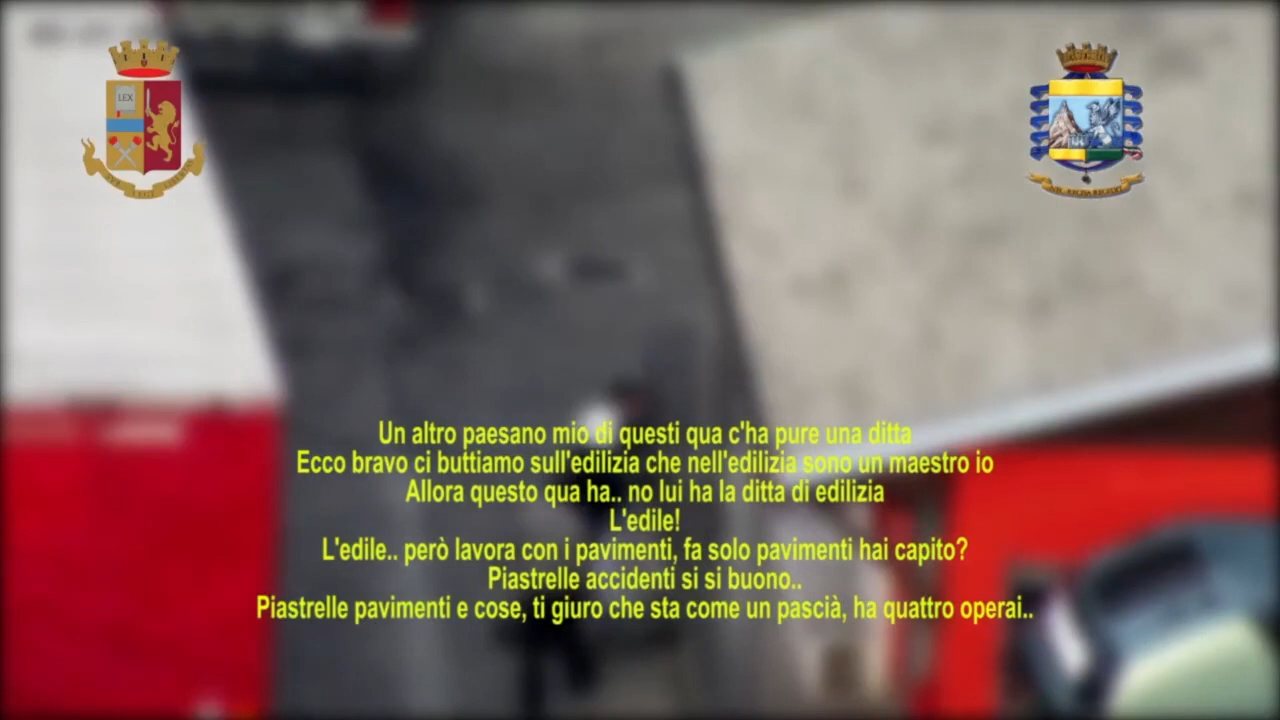 LEX
Un altro paesano mio di questi qua c'ha pure una ditta
Ecco bravo ci buttiamo sull'edilizia che nell'edilizia sono un maestro io
Allora questo qua ha.. no lui ha la ditta di edilizia
L'edile!
L'edile.. però lavora con i pavimenti, fa solo pavimenti hai capito?
Piastrelle accidenti si si buono..
Piastrelle pavimenti e cose, ti giuro che sta come un pascià, ha quattro operai..